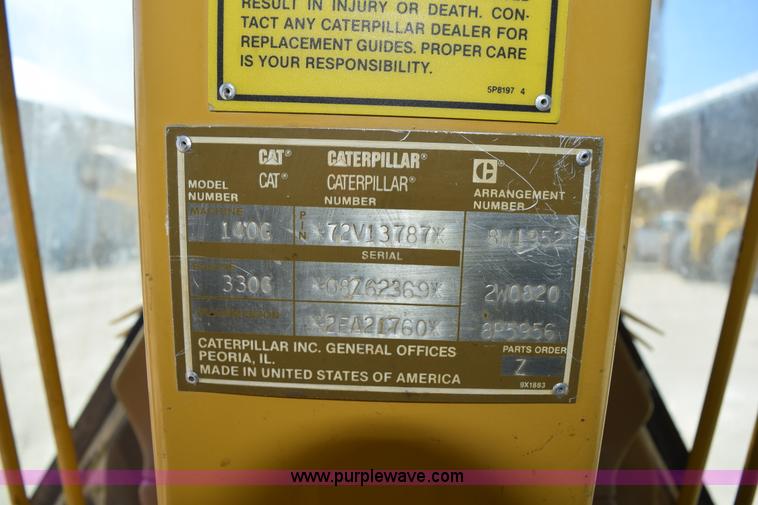 RESULT IN INJURY OR DEATH. CON-
TACT ANY CATERPILLAR DEALER FOR
REPLACEMENT GUIDES. PROPER CARE
IS YOUR RESPONSIBILITY.
5P8197 4
CAT® CATERPILLAR® C
CAT® CATERPILLAR®
MODEL NUMBER NUMBER ARRANGEMENT NUMBER
MACHINE PIN
140G *72V13787* 8W1952
SERIAL
*08Z62369* 2W0820
*2EA21760* 8P5956
CATERPILLAR INC. GENERAL OFFICES
PEORIA, IL.
MADE IN UNITED STATES OF AMERICA
PARTS ORDER
Z
9X1883
www.purplewave.com